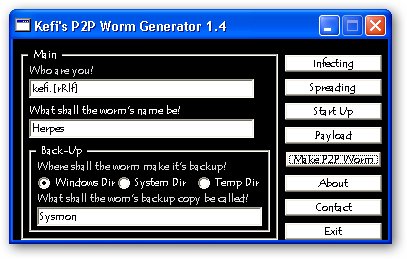 Kefi's P2P Worm Generator 1.4
Main
Who are you?
kefi. [rRlf]
What shall the worm's name be?
Herpes
Back-Up
Where shall the worm make it's backup?
Windows Dir System Dir Temp Dir
What shall the wom's backup copy be called?
Sysmon
Infecting
Spreading
Start Up
Payload
Make P2P Worm
About
Contact
Exit